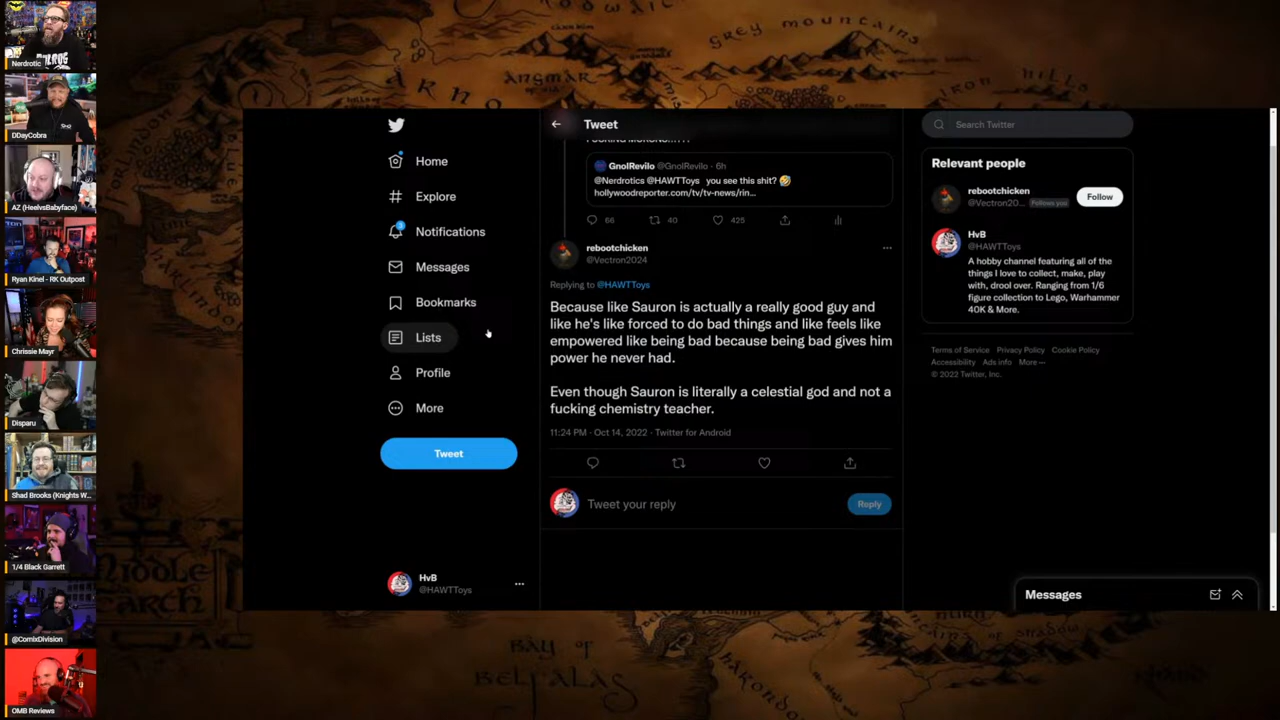 Nerdrotic
DDayCobra
AZ (HeelvsBabyface)
Ryan Kinel - RK Outpost
Chrissie Mayr
Disparu
Shad Brooks (Knights W...
1/4 Black Garrett
@ComixDivision
OMB Reviews
GREY MOUNTAINS
ANGMAR
IRON HILLS
Home
Explore
Notifications
Messages
Bookmarks
Lists
Profile
More
Tweet
HvB
@HAWTToys
Tweet
GnolRevilo @GnolRevilo · 6h
@Nerdrotics @HAWTToys you see this shit? 🤣
hollywoodreporter.com/tv/tv-news/rin...
66 40 425
rebootchicken
@Vectron2024
Replying to @HAWTToys
Because like Sauron is actually a really good guy and
like he's like forced to do bad things and like feels like
empowered like being bad because being bad gives him
power he never had.
Even though Sauron is literally a celestial god and not a
fucking chemistry teacher.
11:24 PM · Oct 14, 2022 · Twitter for Android
Tweet your reply
Reply
Search Twitter
Relevant people
rebootchicken
@Vectron20... Follows you
Follow
HvB
@HAWTToys
A hobby channel featuring all of the
things I love to collect, make, play
with, drool over. Ranging from 1/6
figure collection to Lego, Warhammer
40K & More.
Terms of Service Privacy Policy Cookie Policy
Accessibility Ads info More ···
© 2022 Twitter, Inc.
Messages
MIDDLE
EARTH
BAY OF
BELFALAS